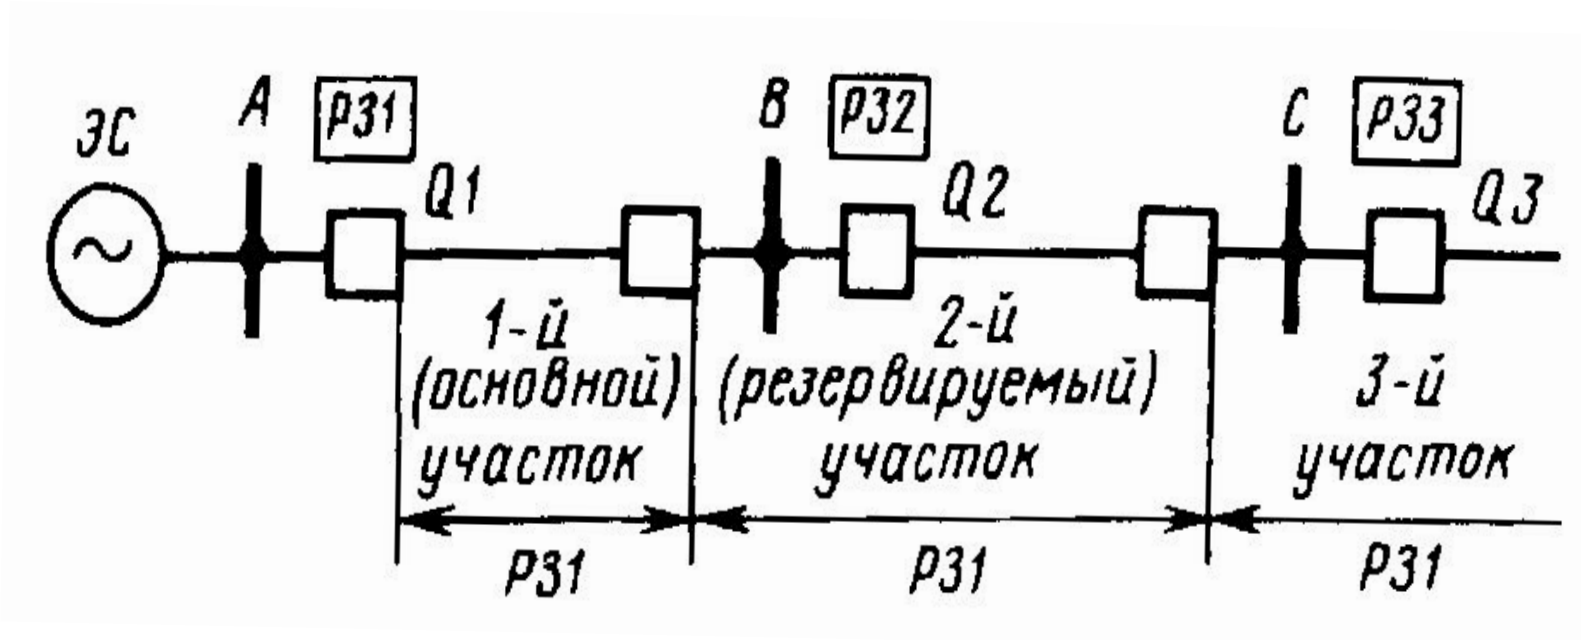 ЭС
A
РЗ1
Q1
В
РЗ2
Q2
С
РЗ3
Q3
1-й
(основной)
участок
2-й
(резервируемый)
участок
3-й
участок
РЗ1
РЗ1
РЗ1